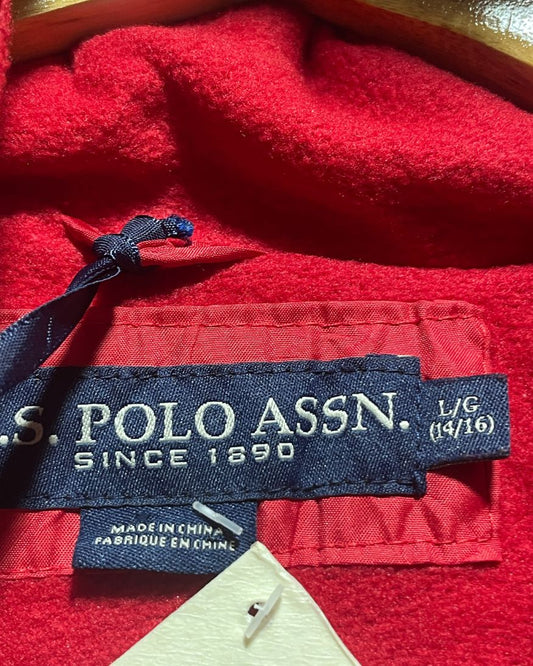 .S. POLO ASSN.
SINCE 1890
L/G
(14/16)
MADE IN CHINA
FABRIQUE EN CHINE